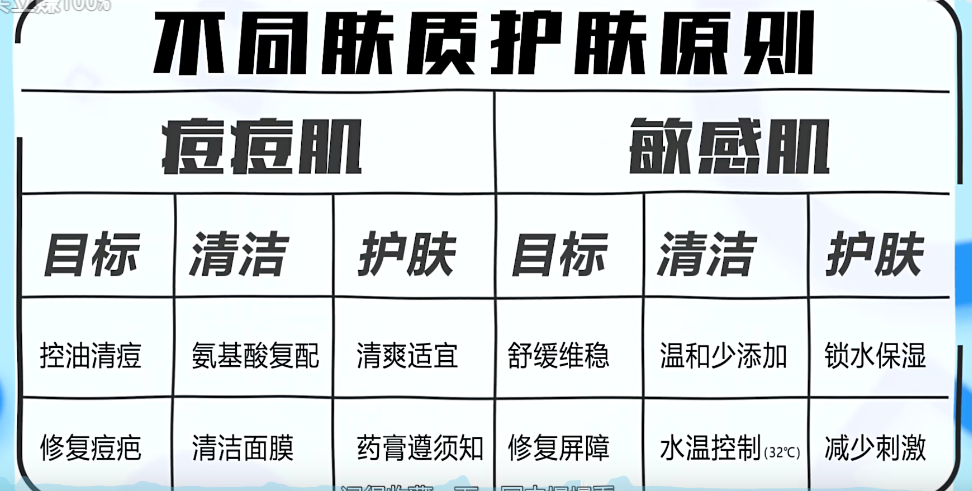 不同肤质护肤原则
痘痘肌 敏感肌
目标 清洁 护肤 目标 清洁 护肤
控油清痘 氨基酸复配 清爽适宜 舒缓维稳 温和少添加 锁水保湿
修复痘疤 清洁面膜 药膏遵须知 修复屏障 水温控制(32℃) 减少刺激